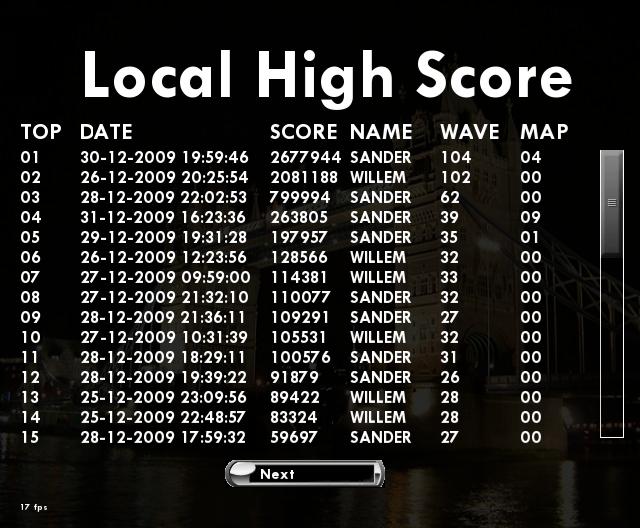 Local High Score
TOP DATE SCORE NAME WAVE MAP
01 30-12-2009 19:59:46 2677944 SANDER 104 04
02 26-12-2009 20:25:54 2081188 WILLEM 102 00
03 28-12-2009 22:02:53 799994 SANDER 62 00
04 31-12-2009 16:23:36 263805 SANDER 39 09
05 29-12-2009 19:31:28 197957 SANDER 35 01
06 26-12-2009 12:23:56 128566 WILLEM 32 00
07 27-12-2009 09:59:00 114381 WILLEM 33 00
08 27-12-2009 21:32:10 110077 SANDER 32 00
09 28-12-2009 21:36:11 109291 SANDER 27 00
10 27-12-2009 10:31:39 105531 WILLEM 32 00
11 28-12-2009 18:29:11 100576 SANDER 31 00
12 28-12-2009 19:39:22 91879 SANDER 26 00
13 25-12-2009 23:09:56 89422 WILLEM 28 00
14 25-12-2009 22:48:57 83324 WILLEM 28 00
15 28-12-2009 17:59:32 59697 SANDER 27 00
Next
17 fps